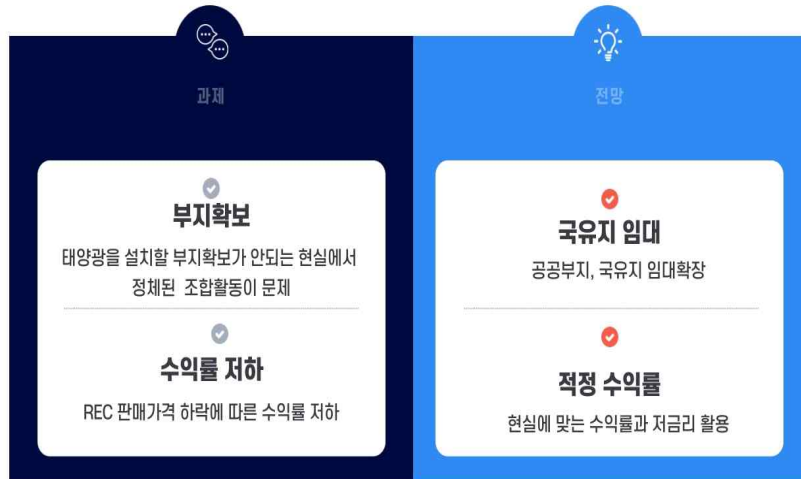 과제
부지확보
태양광을 설치할 부지확보가 안되는 현실에서
정체된 조합활동이 문제
수익률 저하
REC 판매가격 하락에 따른 수익률 저하
전망
국유지 임대
공공부지, 국유지 임대확장
적정 수익률
현실에 맞는 수익률과 저금리 활용